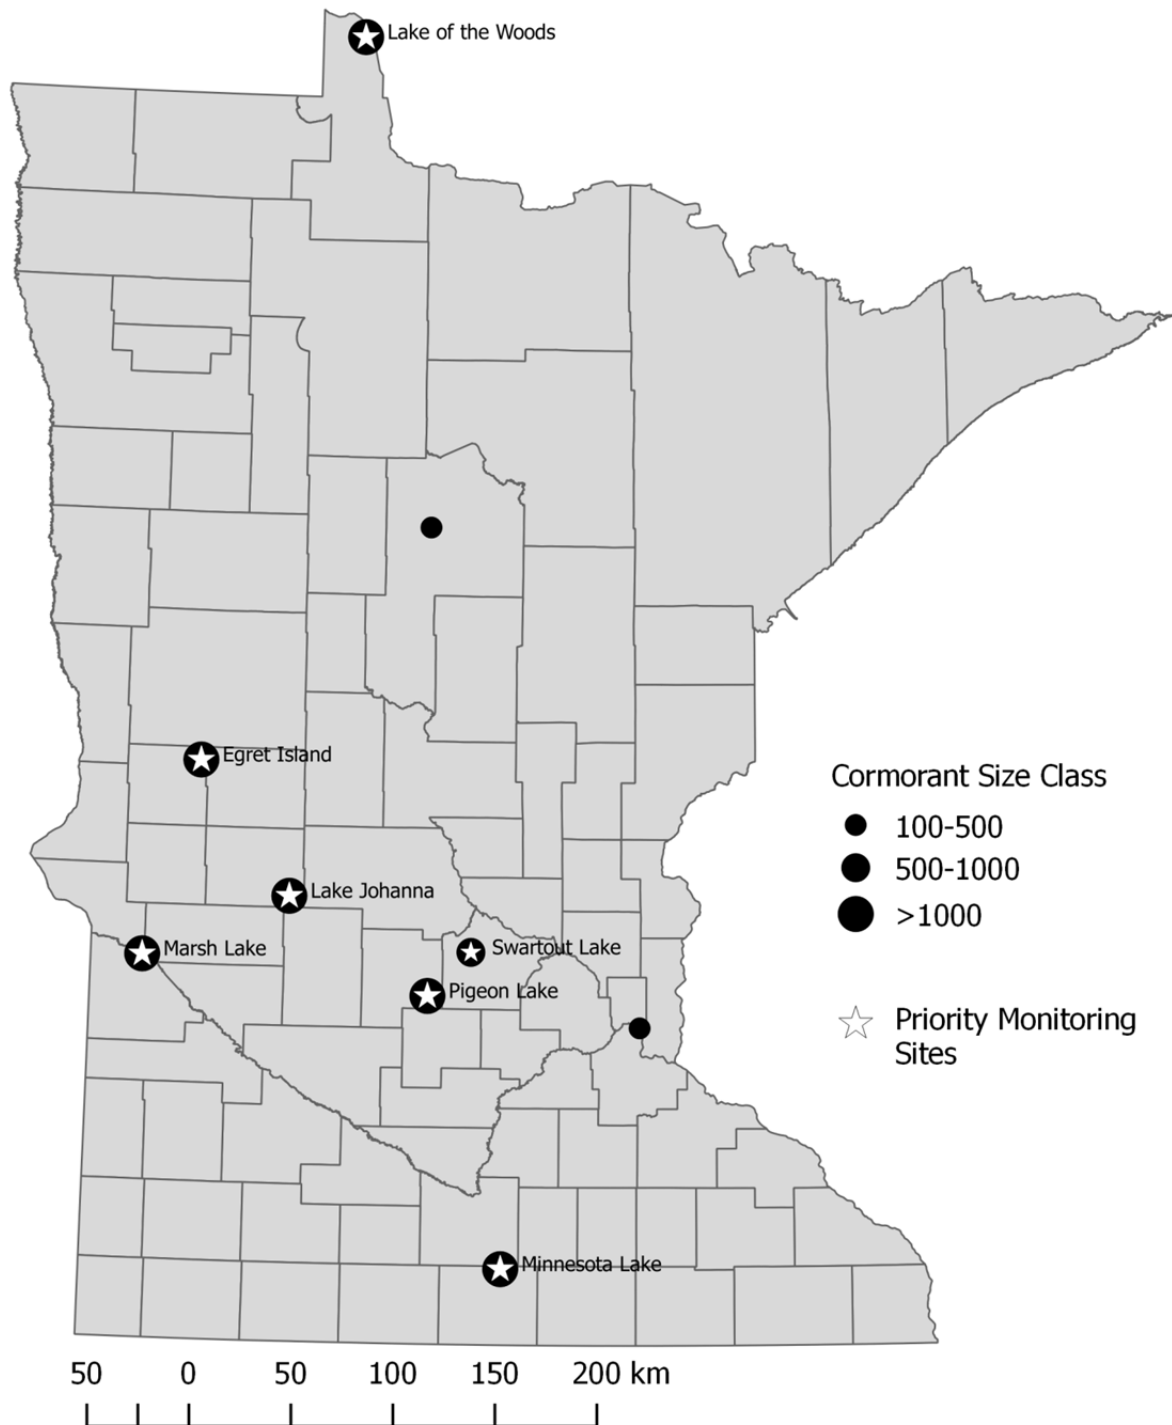 Lake of the Woods
Egret Island
Lake Johanna
Marsh Lake
Swartout Lake
Pigeon Lake
Minnesota Lake
Cormorant Size Class
100-500
500-1000
>1000
Priority Monitoring
Sites
50 0 50 100 150 200 km